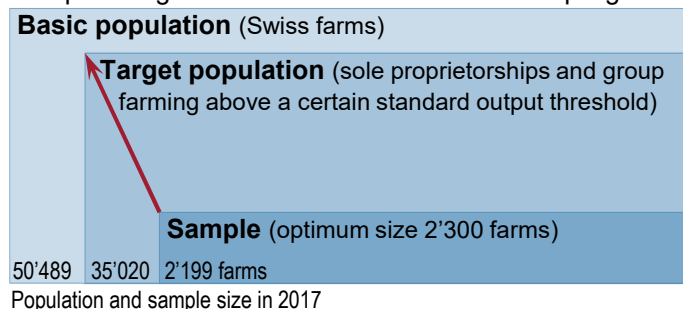 Basic population (Swiss farms)
Target population (sole proprietorships and group
farming above a certain standard output threshold)
Sample (optimum size 2'300 farms)
50'489 35'020 2'199 farms
Population and sample size in 2017